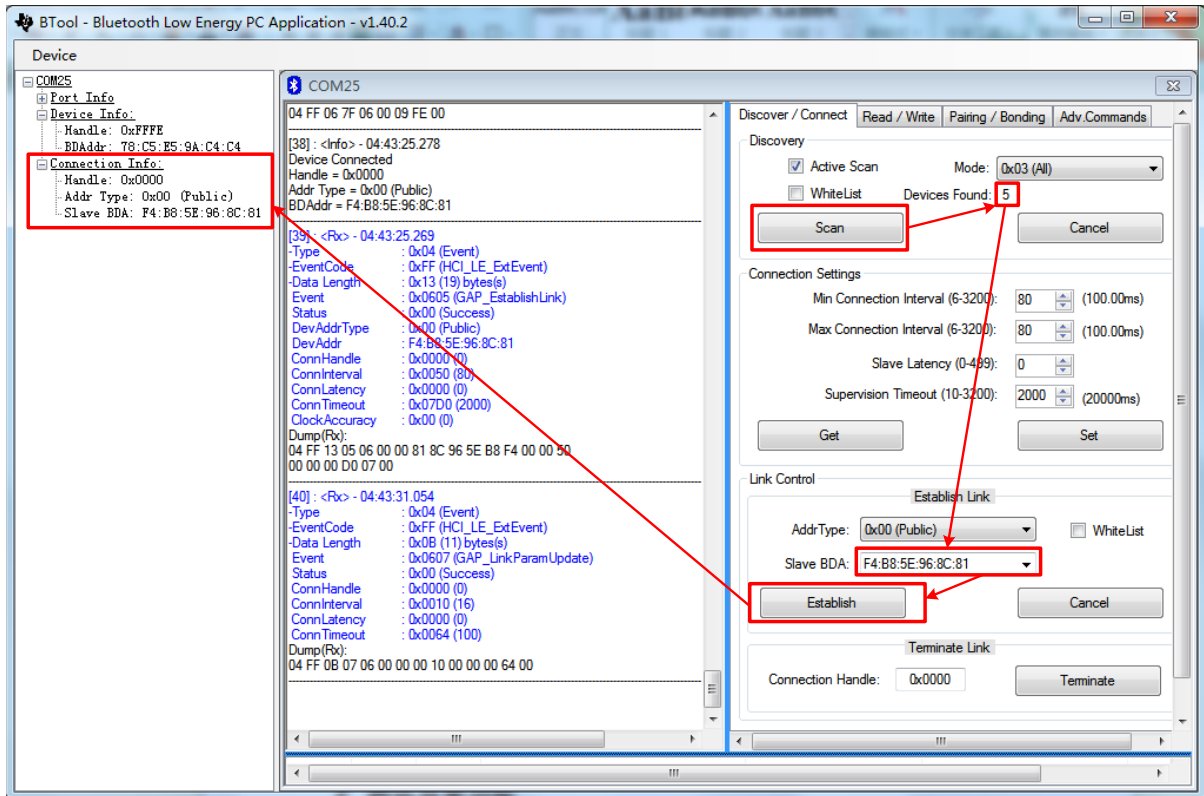 BTool - Bluetooth Low Energy PC Application - v1.40.2
Device
COM25
Port Info
Device Info:
Handle: 0xFFFE
BDAddr: 78:C5:E5:9A:C4:C4
Connection Info:
Handle: 0x0000
Addr Type: 0x00 (Public)
Slave BDA: F4:B8:5E:96:8C:81
COM25
04 FF 06 7F 06 00 09 FE 00
[38] : <Info> - 04:43:25.278
Device Connected
Handle = 0x0000
Addr Type = 0x00 (Public)
BDAddr = F4:B8:5E:96:8C:81
[39] : <Rx> - 04:43:25.269
-Type : 0x04 (Event)
-EventCode : 0xFF (HCI_LE_ExtEvent)
-Data Length : 0x13 (19) bytes(s)
Event : 0x0605 (GAP_EstablishLink)
Status : 0x00 (Success)
DevAddrType : 0x00 (Public)
DevAddr : F4:B8:5E:96:8C:81
ConnHandle : 0x0000 (0)
ConnInterval : 0x0050 (80)
ConnLatency : 0x0000 (0)
ConnTimeout : 0x07D0 (2000)
ClockAccuracy : 0x00 (0)
Dump(Rx):
04 FF 13 05 06 00 00 81 8C 96 5E B8 F4 00 00 50
00 00 00 D0 07 00
[40] : <Rx> - 04:43:31.054
-Type : 0x04 (Event)
-EventCode : 0xFF (HCI_LE_ExtEvent)
-Data Length : 0x0B (11) bytes(s)
Event : 0x0607 (GAP_LinkParamUpdate)
Status : 0x00 (Success)
ConnHandle : 0x0000 (0)
ConnInterval : 0x0010 (16)
ConnLatency : 0x0000 (0)
ConnTimeout : 0x0064 (100)
Dump(Rx):
04 FF 0B 07 06 00 00 00 10 00 00 00 64 00
Discover / Connect Read / Write Pairing / Bonding Adv.Commands
Discovery
Active Scan Mode: 0x03 (All)
WhiteList Devices Found: 5
Scan Cancel
Connection Settings
Min Connection Interval (6-3200): 80 (100.00ms)
Max Connection Interval (6-3200): 80 (100.00ms)
Slave Latency (0-499): 0
Supervision Timeout (10-3200): 2000 (20000ms)
Get Set
Link Control
Establish Link
AddrType: 0x00 (Public) WhiteList
Slave BDA: F4:B8:5E:96:8C:81
Establish Cancel
Terminate Link
Connection Handle: 0x0000 Terminate